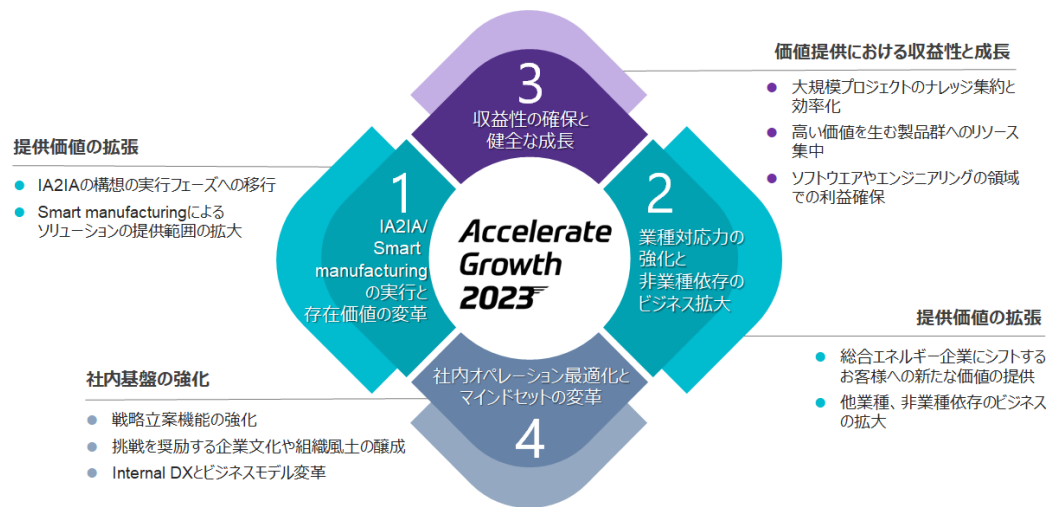 価値提供における収益性と成長
大規模プロジェクトのナレッジ集約と
効率化
高い価値を生む製品群へのリソース
集中
ソフトウエアやエンジニアリングの領域
での利益確保
3
収益性の確保と
健全な成長
提供価値の拡張
IA2IAの構想の実行フェーズへの移行
Smart manufacturingによる
ソリューションの提供範囲の拡大
1
IA2IA/
Smart
manufacturing
の実行と
存在価値の変革
Accelerate
Growth
2023
2
業種対応力の
強化と
非業種依存の
ビジネス拡大
提供価値の拡張
総合エネルギー企業にシフトする
お客様への新たな価値の提供
他業種、非業種依存のビジネス
の拡大
社内基盤の強化
戦略立案機能の強化
挑戦を奨励する企業文化や組織風土の醸成
Internal DXとビジネスモデル変革
社内オペレーション最適化と
マインドセットの変革
4